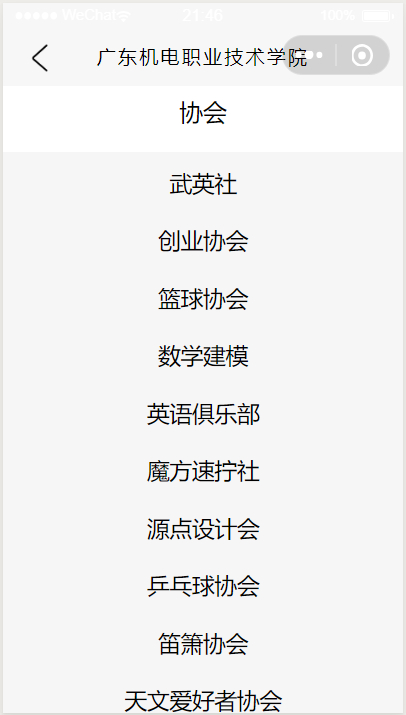 WeChat 21:46 100%
广东机电职业技术学院
协会
武英社
创业协会
篮球协会
数学建模
英语俱乐部
魔方速拧社
源点设计会
乒乓球协会
笛箫协会
天文爱好者协会